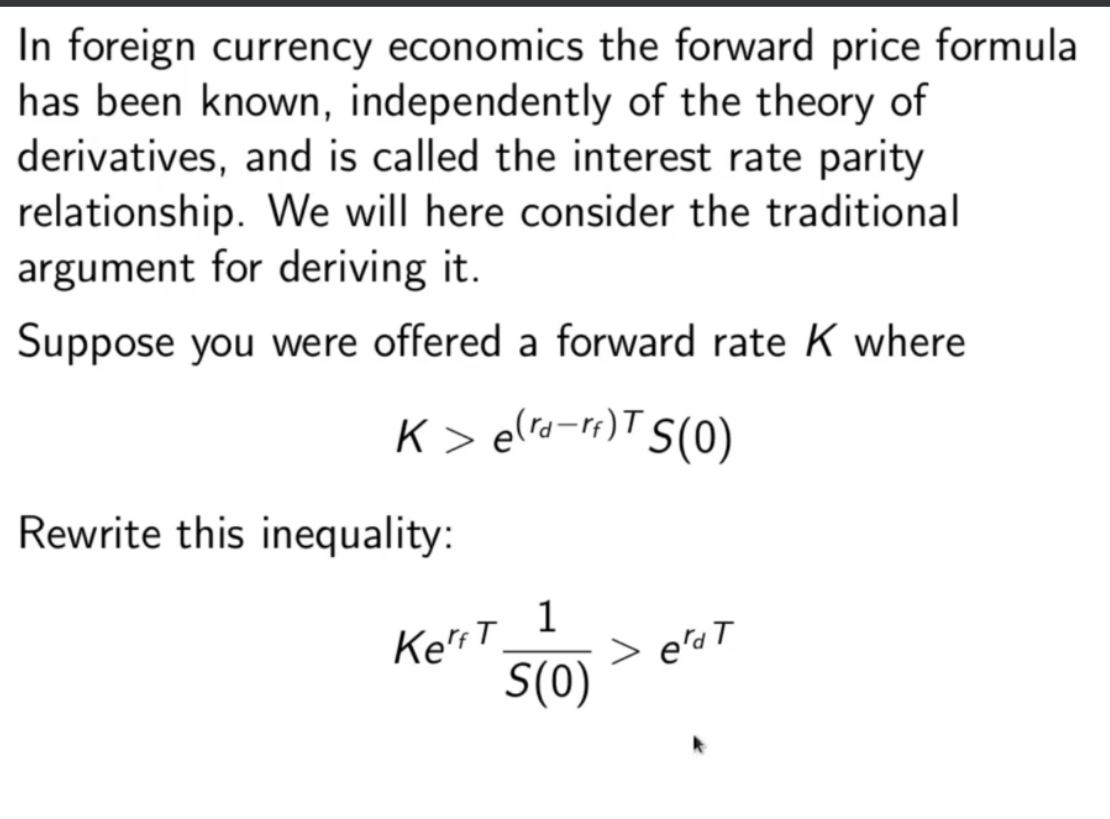 In foreign currency economics the forward price formula
has been known, independently of the theory of
derivatives, and is called the interest rate parity
relationship. We will here consider the traditional
argument for deriving it.
Suppose you were offered a forward rate K where
K > e^{(r_d−r_f)T} S(0)
Rewrite this inequality:
Ke^{r_f T} \frac{1}{S(0)} > e^{r_d T}